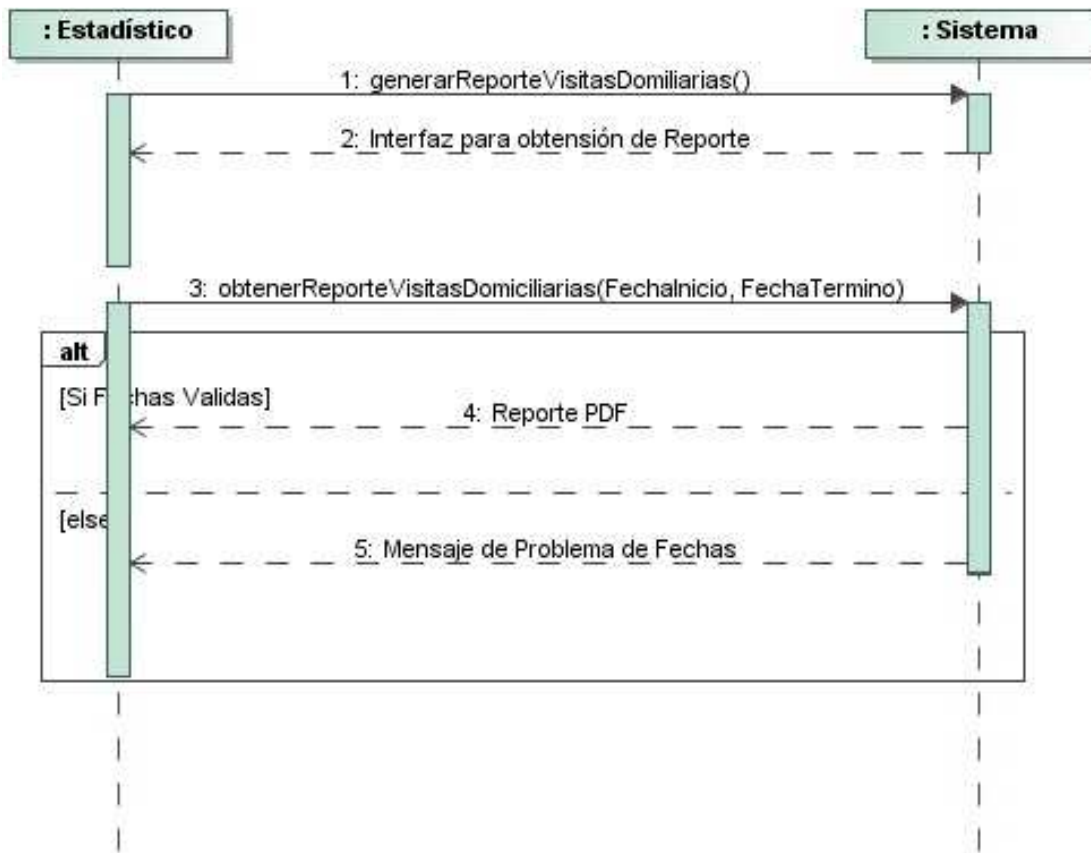 : Estadístico
: Sistema
1: generarReporteVisitasDomiliarias()
2: Interfaz para obtensión de Reporte
3: obtenerReporteVisitasDomiciliarias(FechaInicio, FechaTermino)
alt
[Si Fechas Validas]
4: Reporte PDF
[else
5: Mensaje de Problema de Fechas